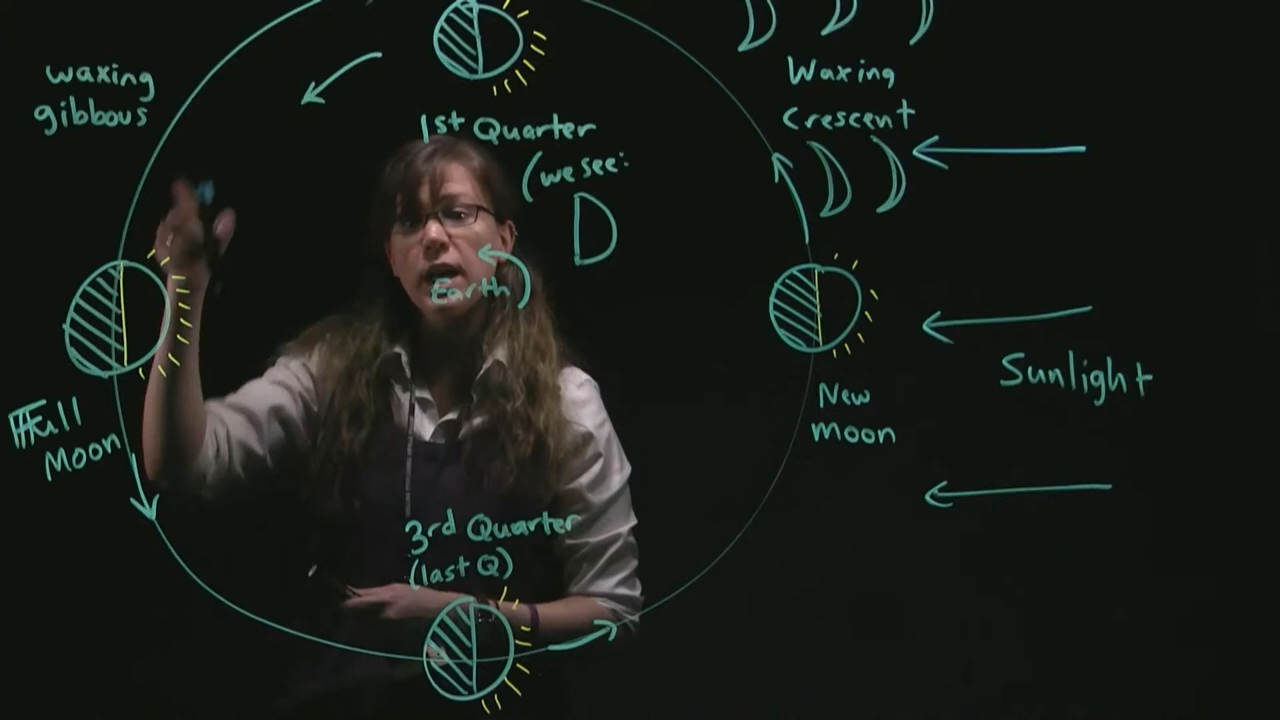 waxing
gibbous
Waxing
Crescent
1st Quarter
(we see:
D
Earth
Sunlight
New
moon
Full
Moon
3rd Quarter
(last Q)